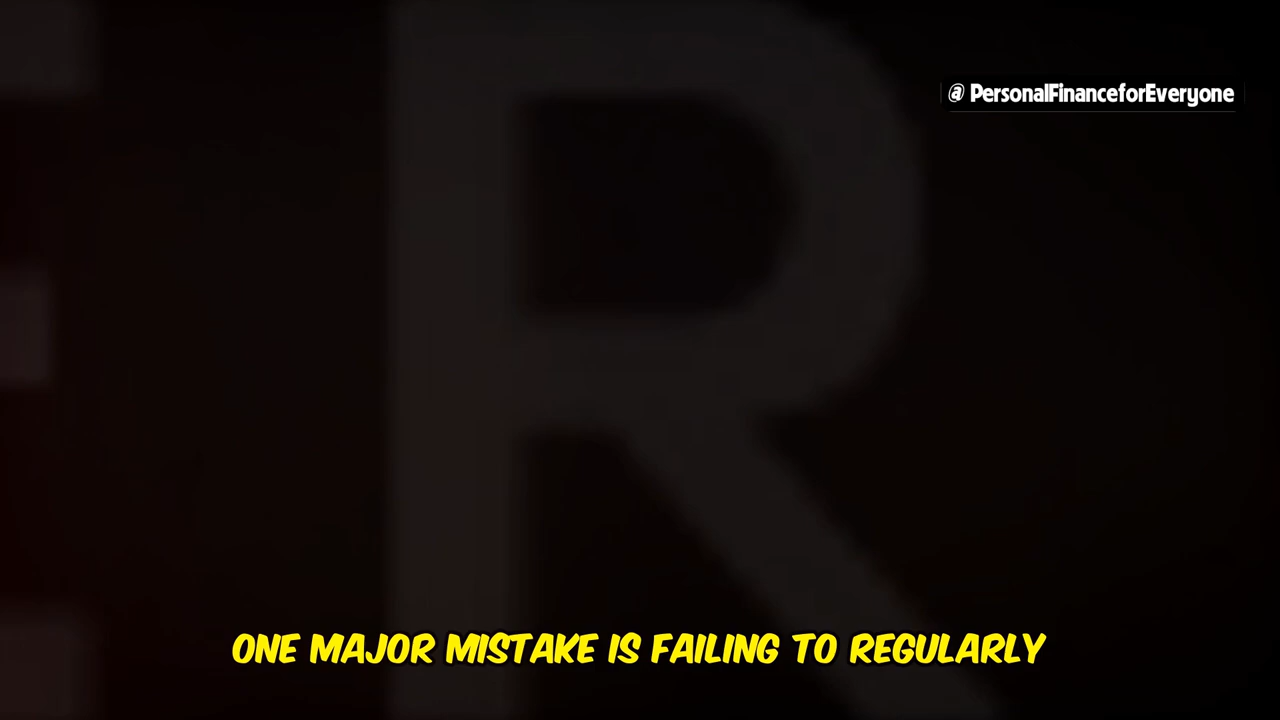 @ PersonalFinanceforEveryone
R
ONE MAJOR MISTAKE IS FAILING TO REGULARLY